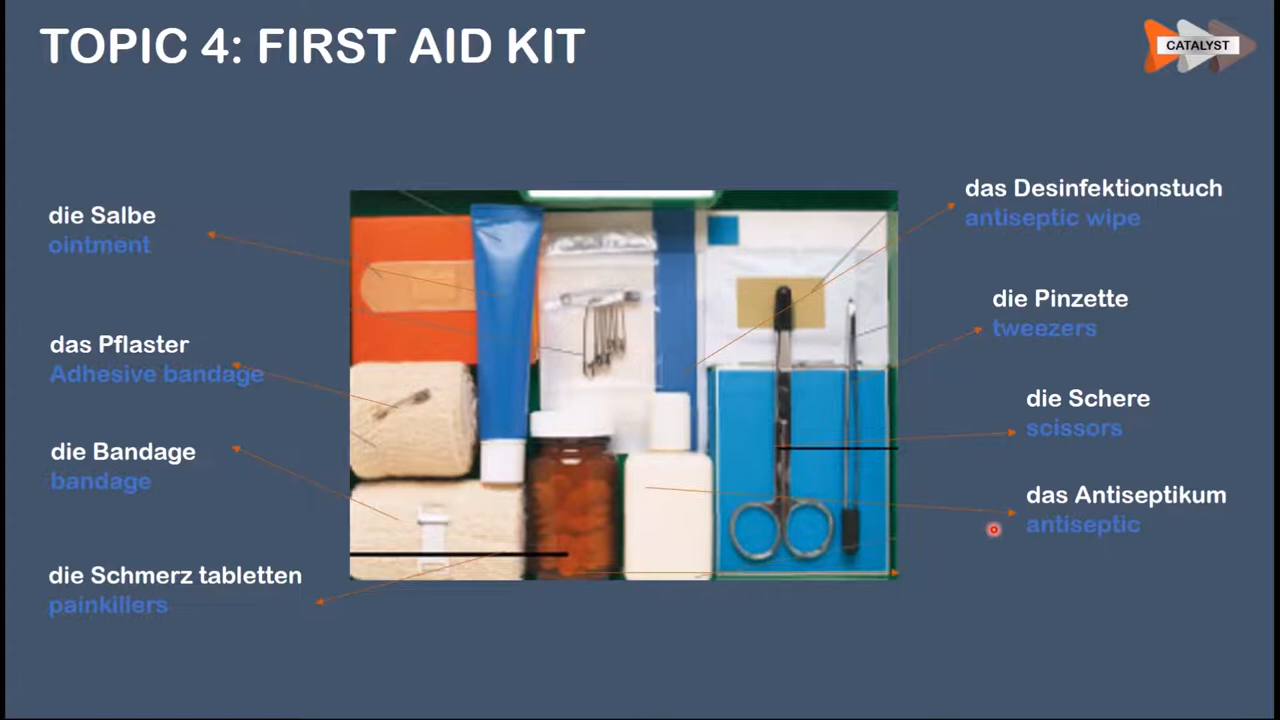 TOPIC 4: FIRST AID KIT
CATALYST
die Salbe
ointment
das Pflaster
Adhesive bandage
die Bandage
bandage
die Schmerz tabletten
painkillers
das Desinfektionstuch
antiseptic wipe
die Pinzette
tweezers
die Schere
scissors
das Antiseptikum
antiseptic